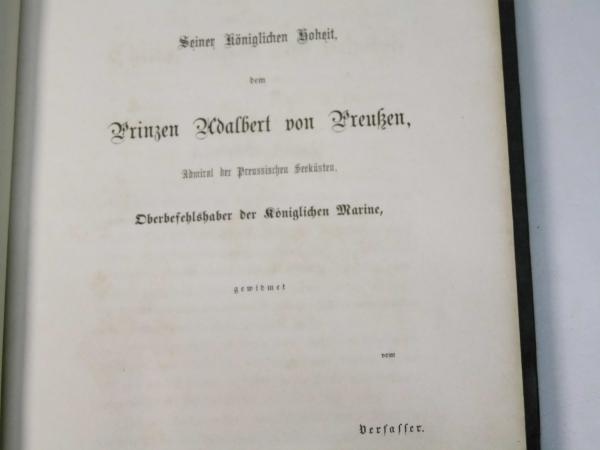 Seiner Königlichen Hoheit,
dem
Prinzen Adalbert von Preußen,
Admiral der Preussischen Seeküsten,
Oberbefehlshaber der Königlichen Marine,
gewidmet
vom
Verfasser.